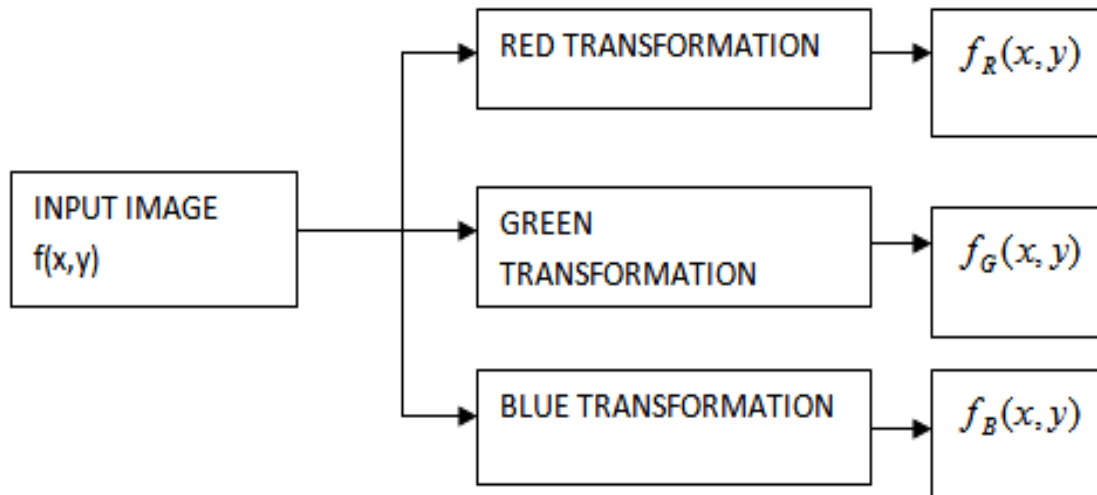 RED TRANSFORMATION
f_R(x, y)
INPUT IMAGE
f(x,y)
GREEN
TRANSFORMATION
f_G(x, y)
BLUE TRANSFORMATION
f_B(x, y)